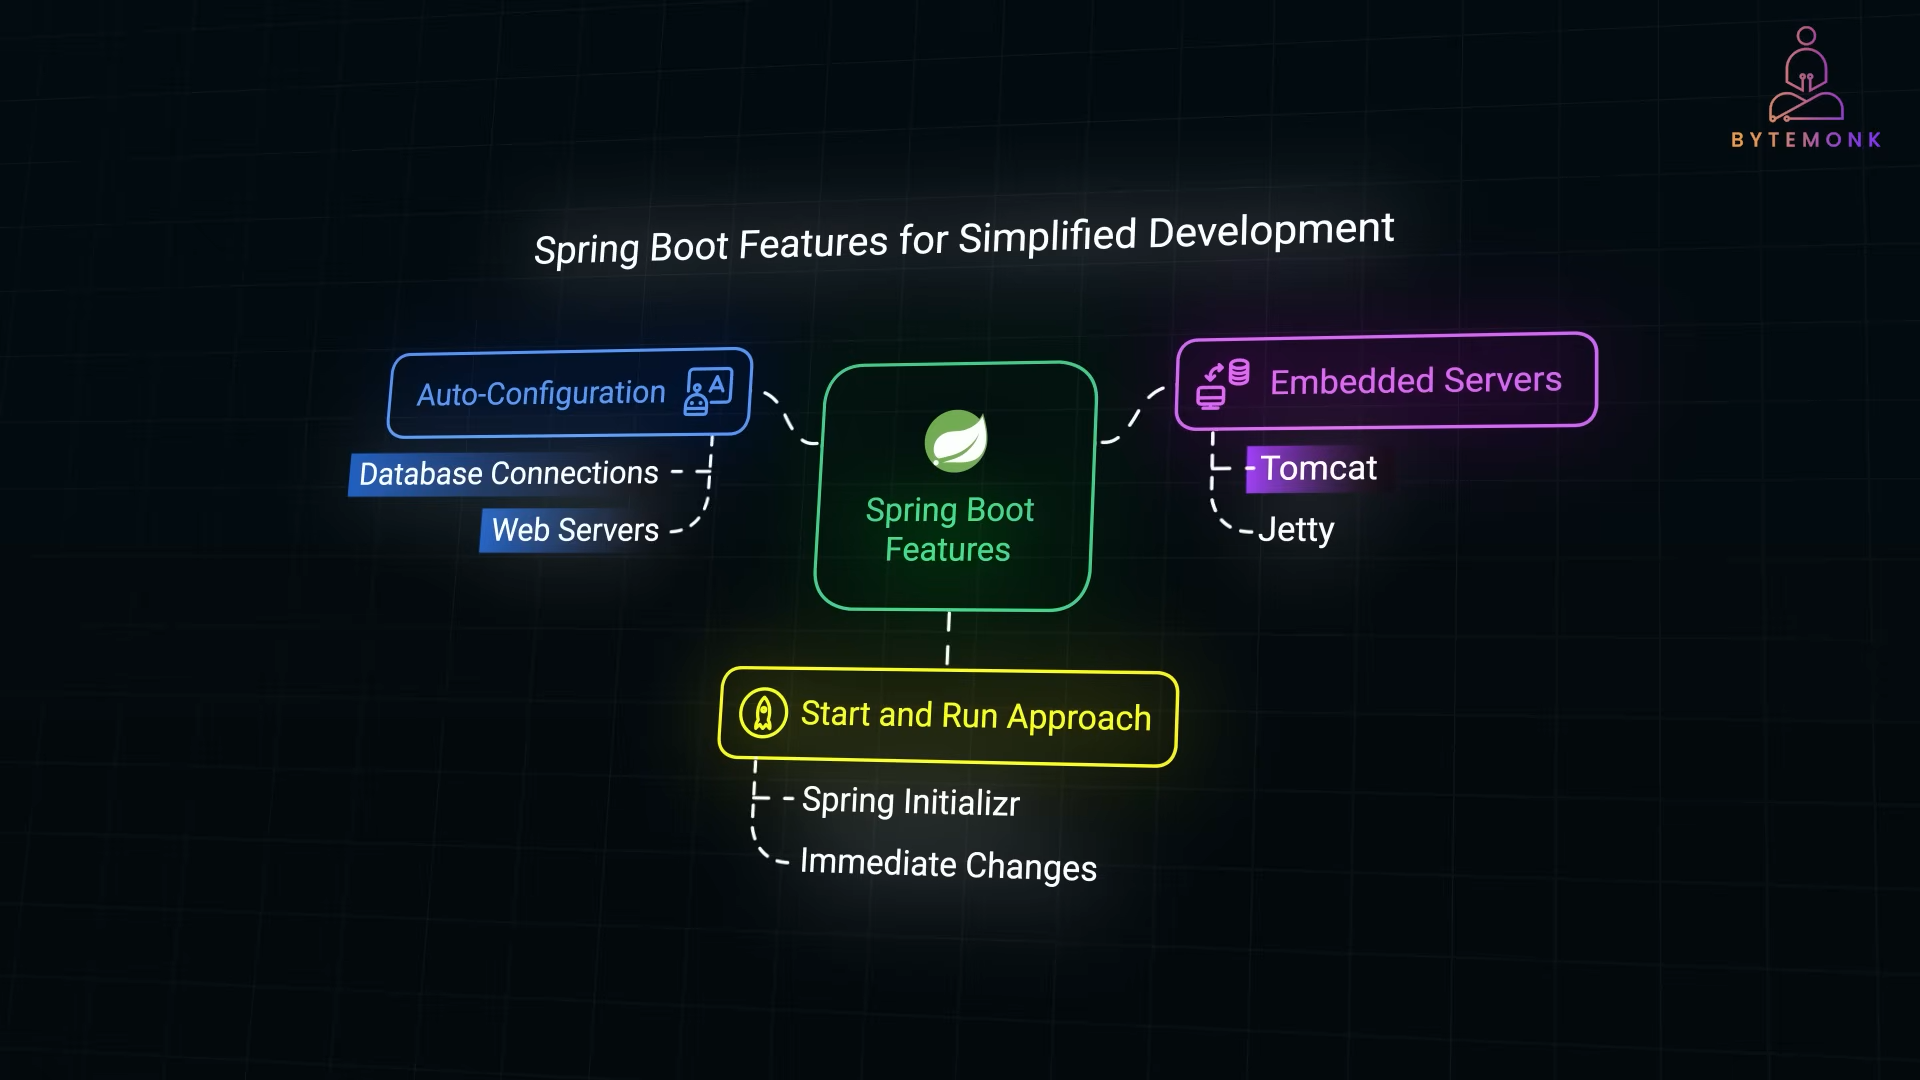 BYTEMONK
Spring Boot Features for Simplified Development
Auto-Configuration
Database Connections
Web Servers
Spring Boot
Features
Embedded Servers
Tomcat
Jetty
Start and Run Approach
Spring Initializr
Immediate Changes